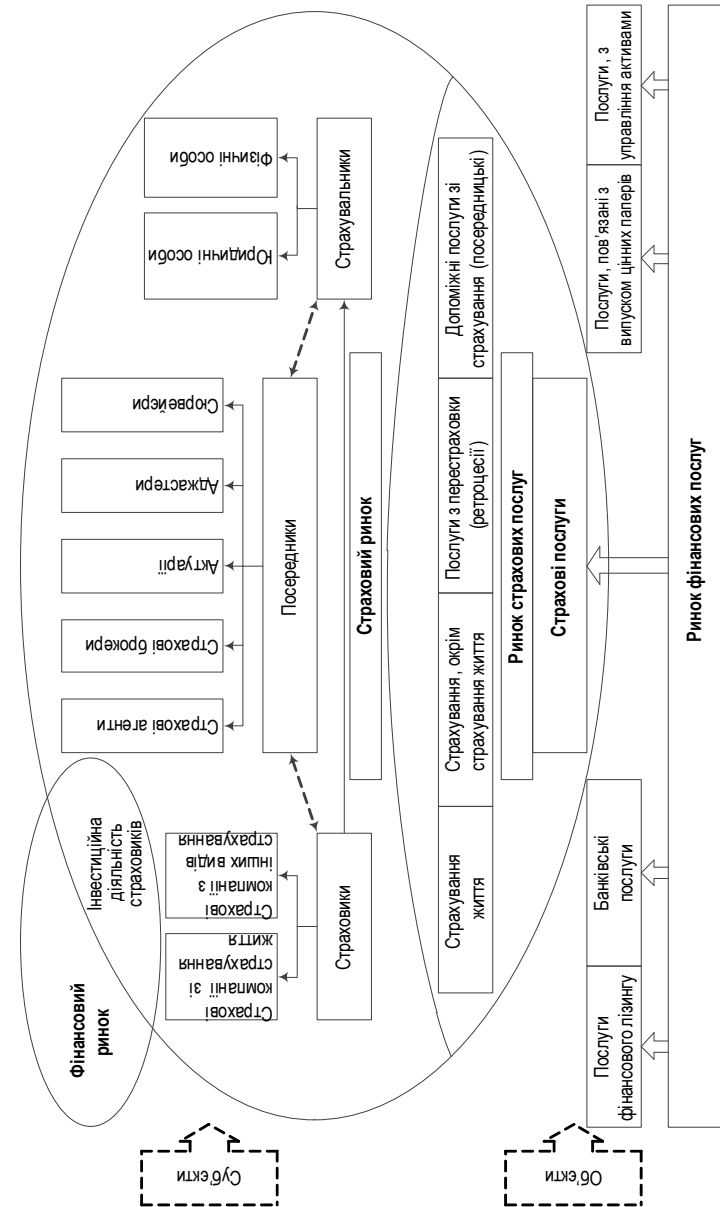 Фінансовий
ринок
Інвестиційна
діяльність
страховиків
Страхові агенти
Страхові брокери
Актуарії
Аджастери
Сюрвейєри
Юридичні особи
Фізичні особи
Страхові
компанії зі
страхування
життя
Страхові
компанії з
інших видів
страхування
Страховики
Посередники
Страхувальники
Страховий ринок
Суб'єкти
Страхування
життя
Страхування, окрім
страхування життя
Послуги з перестраховки
(ретроцесії)
Допоміжні послуги зі
страхування (посередницькі)
Ринок страхових послуг
Страхові послуги
Об'єкти
Послуги
фінансового лізингу
Банківські
послуги
Послуги, пов'язані з
випуском цінних паперів
Послуги, з
управління активами
Ринок фінансових послуг